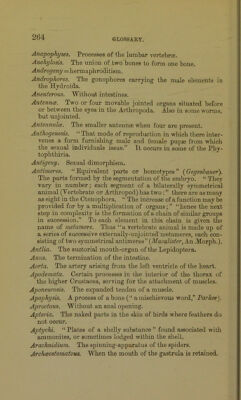 264
GLOSSARY.
Anapophyses. Processes of the lumbar vertebræ.
Anchylosis. The union of two bones to form one bone.
Androgeny = hermaphroditism.
Androphores. The gonophores carrying the male elements in
the Hydroida.
Anenterous. Without intestines.
Antennæ. Two or four movable jointed organs situated before
or between the eyes in the Arthropoda. Also in some worms,
but unjointed.
Antennulæ. The smaller antennæ when four are present.
Anthogenesis. “That mode of reproduction in which there inter-
venes a form furnishing male and female pupæ from which
the sexual individuals issue.” It occurs in some of the Phy-
tophthiria.
Antigeny. Sexual dimorphism.
Antimeres. “Equivalent parts or homotypes” (Gegenbauer).
The parts formed by the segmentation of the embryo. “They
vary in number; each segment of a bilaterally symmetrical
animal (Vertebrate or Arthropod) has two;” there are as many
as eight in the Ctenophora. “The increase of a function may be
provided for by a multiplication of organs;” “hence the next
step in complexity is the formation of a chain of similar groups
in succession.” To each element in this chain is given the
name of metamere. Thus “a vertebrate animal is made up of
a series of successive externally-unjointed metameres, each con-
sisting of two symmetrical antimeres” (Macalister, An. Morph.).
Antlia. The suctorial mouth-organ of the Lepidoptera.
Anus. The termination of the intestine.
Aorta. The artery arising from the left ventricle of the heart.
Apodemata. Certain processes in the interior of the thorax of
the higher Crustacea, serving for the attachment of muscles.
Aponeurosis. The expanded tendon of a muscle.
Apophysis. A process of a bone (“a mischievous word,” Parker).
Aproctous. Without an anal opening.
Apteria. The naked parts in the skin of birds where feathers do
not occur.
Aptychi. “Plates of a shelly substance” found associated with
ammonites, or sometimes lodged within the shell.
Arachnidium. The spinning-apparatus of the spiders.
Archæostomatous. When the mouth of the gastrula is retained.